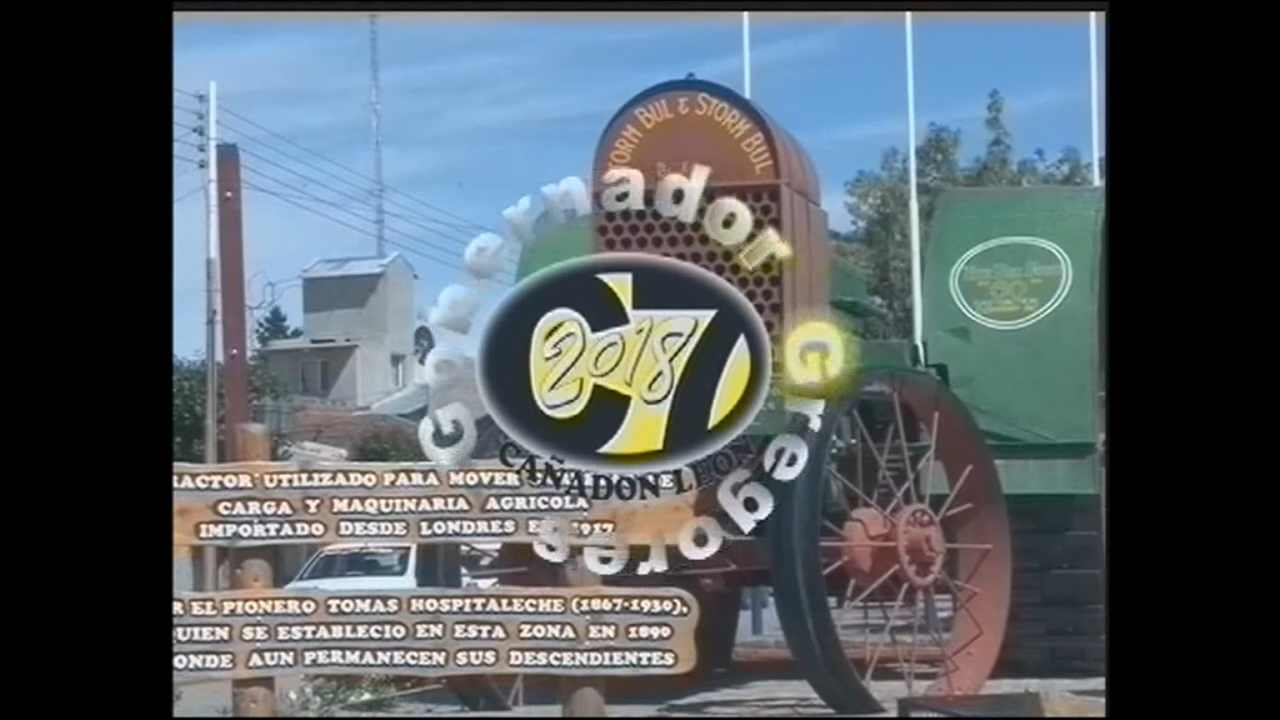 STORM BUL & STORM BUL
Gobernador Gregores
C7
2018
CAÑADON LEON
RACTOR UTILIZADO PARA MOVER
CARGA Y MAQUINARIA AGRICOLA
IMPORTADO DESDE LONDRES EN 1917
R EL PIONERO TOMAS HOSPITALECHE (1867-1930),
QUIEN SE ESTABLECIO EN ESTA ZONA EN 1890
ONDE AUN PERMANECEN SUS DESCENDIENTES